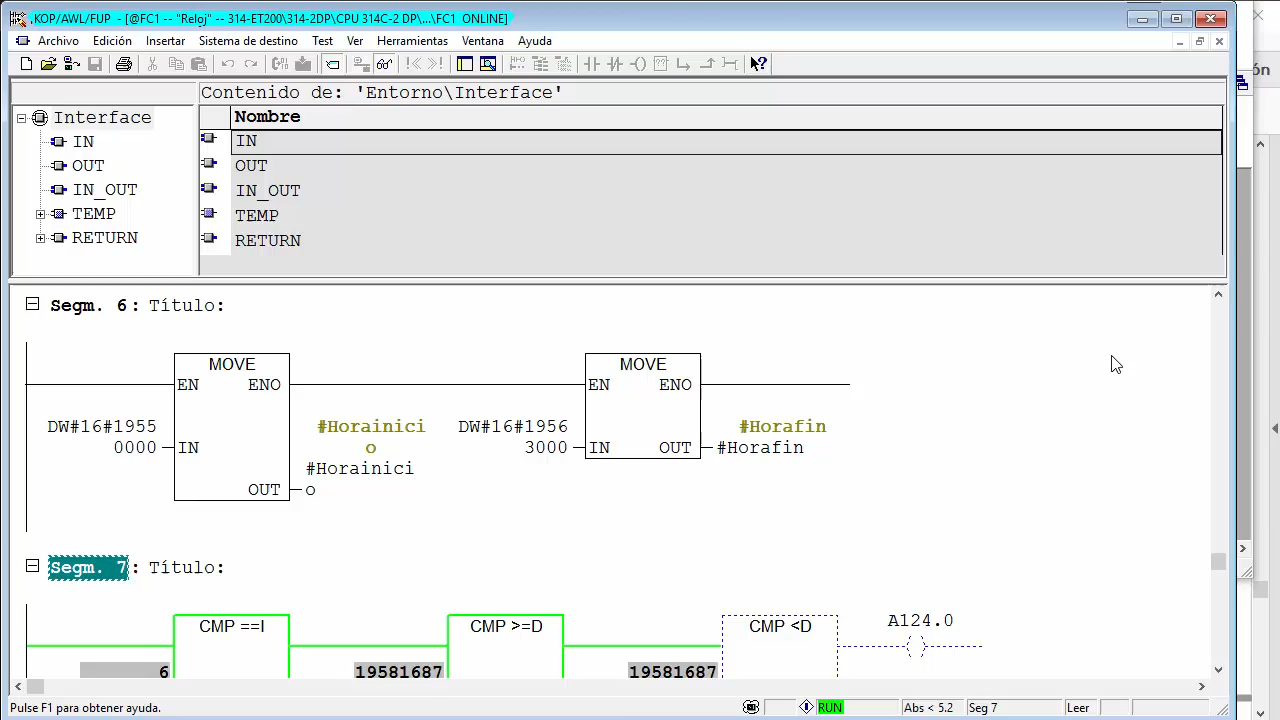 KOP/AWL/FUP - [@FC1 -- "Reloj" -- 314-ET200\314-2DP\CPU 314C-2 DP\...\FC1 ONLINE]
Archivo Edición Insertar Sistema de destino Test Ver Herramientas Ventana Ayuda
ón
Contenido de: 'Entorno\Interface'
Interface
IN
OUT
IN_OUT
TEMP
RETURN
Nombre
IN
OUT
IN_OUT
TEMP
RETURN
Segm. 6: Título:
MOVE MOVE
EN ENO EN ENO
DW#16#1955 #Horainici DW#16#1956 #Horafin
0000 IN o 3000 IN OUT #Horafin
#Horainici
OUT o
Segm. 7: Título:
CMP ==I CMP >=D CMP <D A124.0
( )
6 19581687 19581687
Pulse F1 para obtener ayuda. RUN Abs < 5.2 Seg 7 Leer